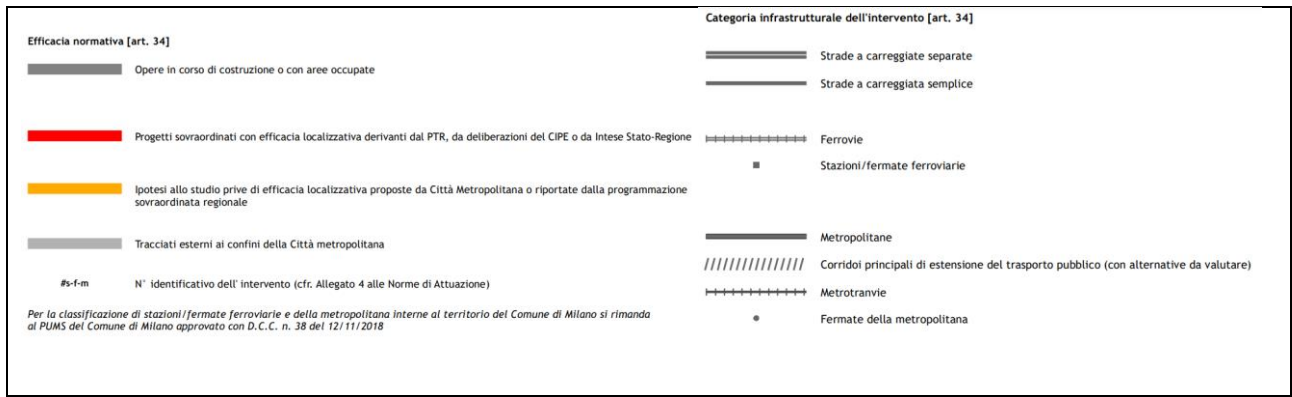 Efficacia normativa [art. 34]
Opere in corso di costruzione o con aree occupate
Progetti sovraordinati con efficacia localizzativa derivanti dal PTR, da deliberazioni del CIPE o da Intese Stato-Regione
Ipotesi allo studio prive di efficacia localizzativa proposte da Città Metropolitana o riportate dalla programmazione
sovraordinata regionale
Tracciati esterni ai confini della Città metropolitana
#s-f-m N° identificativo dell' intervento (cfr. Allegato 4 alle Norme di Attuazione)
Per la classificazione di stazioni/fermate ferroviarie e della metropolitana interne al territorio del Comune di Milano si rimanda
al PUMS del Comune di Milano approvato con D.C.C. n. 38 del 12/11/2018
Categoria infrastrutturale dell'intervento [art. 34]
Strade a carreggiate separate
Strade a carreggiata semplice
Ferrovie
Stazioni/fermate ferroviarie
Metropolitane
Corridoi principali di estensione del trasporto pubblico (con alternative da valutare)
Metrotranvie
Fermate della metropolitana